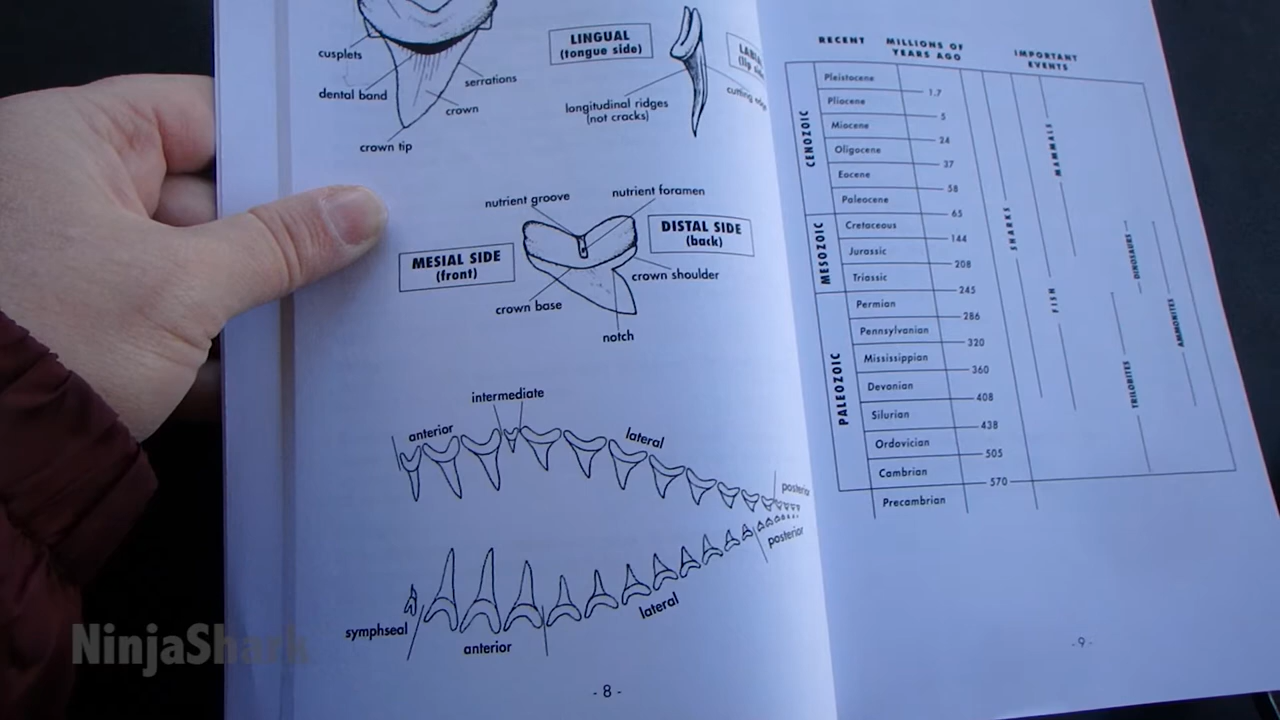 cusplets
LINGUAL
(tongue side)
serrations
dental band
crown
longitudinal ridges
(not cracks)
cutting
crown tip
nutrient groove
nutrient foramen
MESIAL SIDE
(front)
DISTAL SIDE
(back)
crown shoulder
crown base
notch
intermediate
anterior
lateral
posterior
symphseal
anterior
lateral
- 8 -
NinjaShark
RECENT
MILLIONS OF
YEARS AGO
IMPORTANT
EVENTS
CENOZOIC
Pleistocene
1.7
Pliocene
5
Miocene
24
Oligocene
37
Eocene
58
Paleocene
65
MESOZOIC
Cretaceous
144
Jurassic
208
Triassic
245
PALEOZOIC
Permian
286
Pennsylvanian
320
Mississippian
360
Devonian
408
Silurian
438
Ordovician
505
Cambrian
570
Precambrian
SHARKS
FISH
MAMMALS
TRILOBITES
DINOSAURS
AMMONITES
-9-